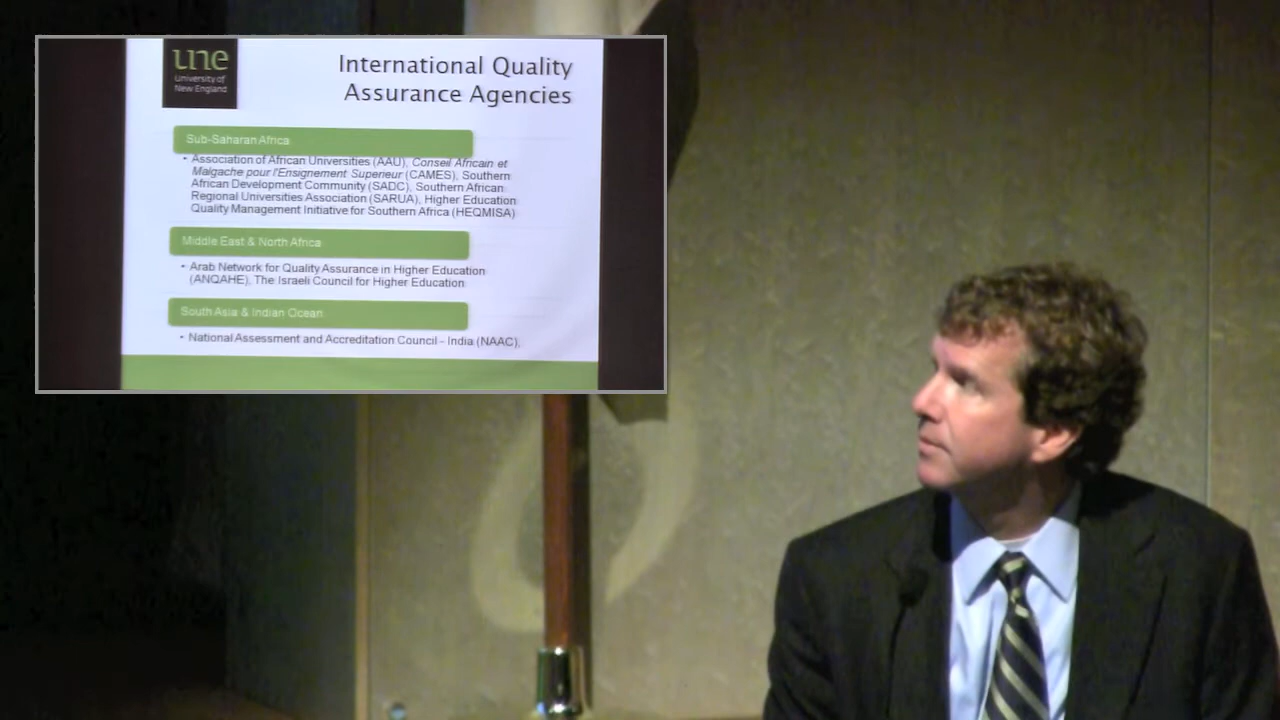 une
University of
New England
International Quality
Assurance Agencies
Sub-Saharan Africa
• Association of African Universities (AAU), Conseil Africain et
Malgache pour l'Ensignement Superieur (CAMES), Southern
African Development Community (SADC), Southern African
Regional Universities Association (SARUA), Higher Education
Quality Management Initiative for Southern Africa (HEQMISA)
Middle East & North Africa
• Arab Network for Quality Assurance in Higher Education
(ANQAHE), The Israeli Council for Higher Education
South Asia & Indian Ocean
• National Assessment and Accreditation Council - India (NAAC),